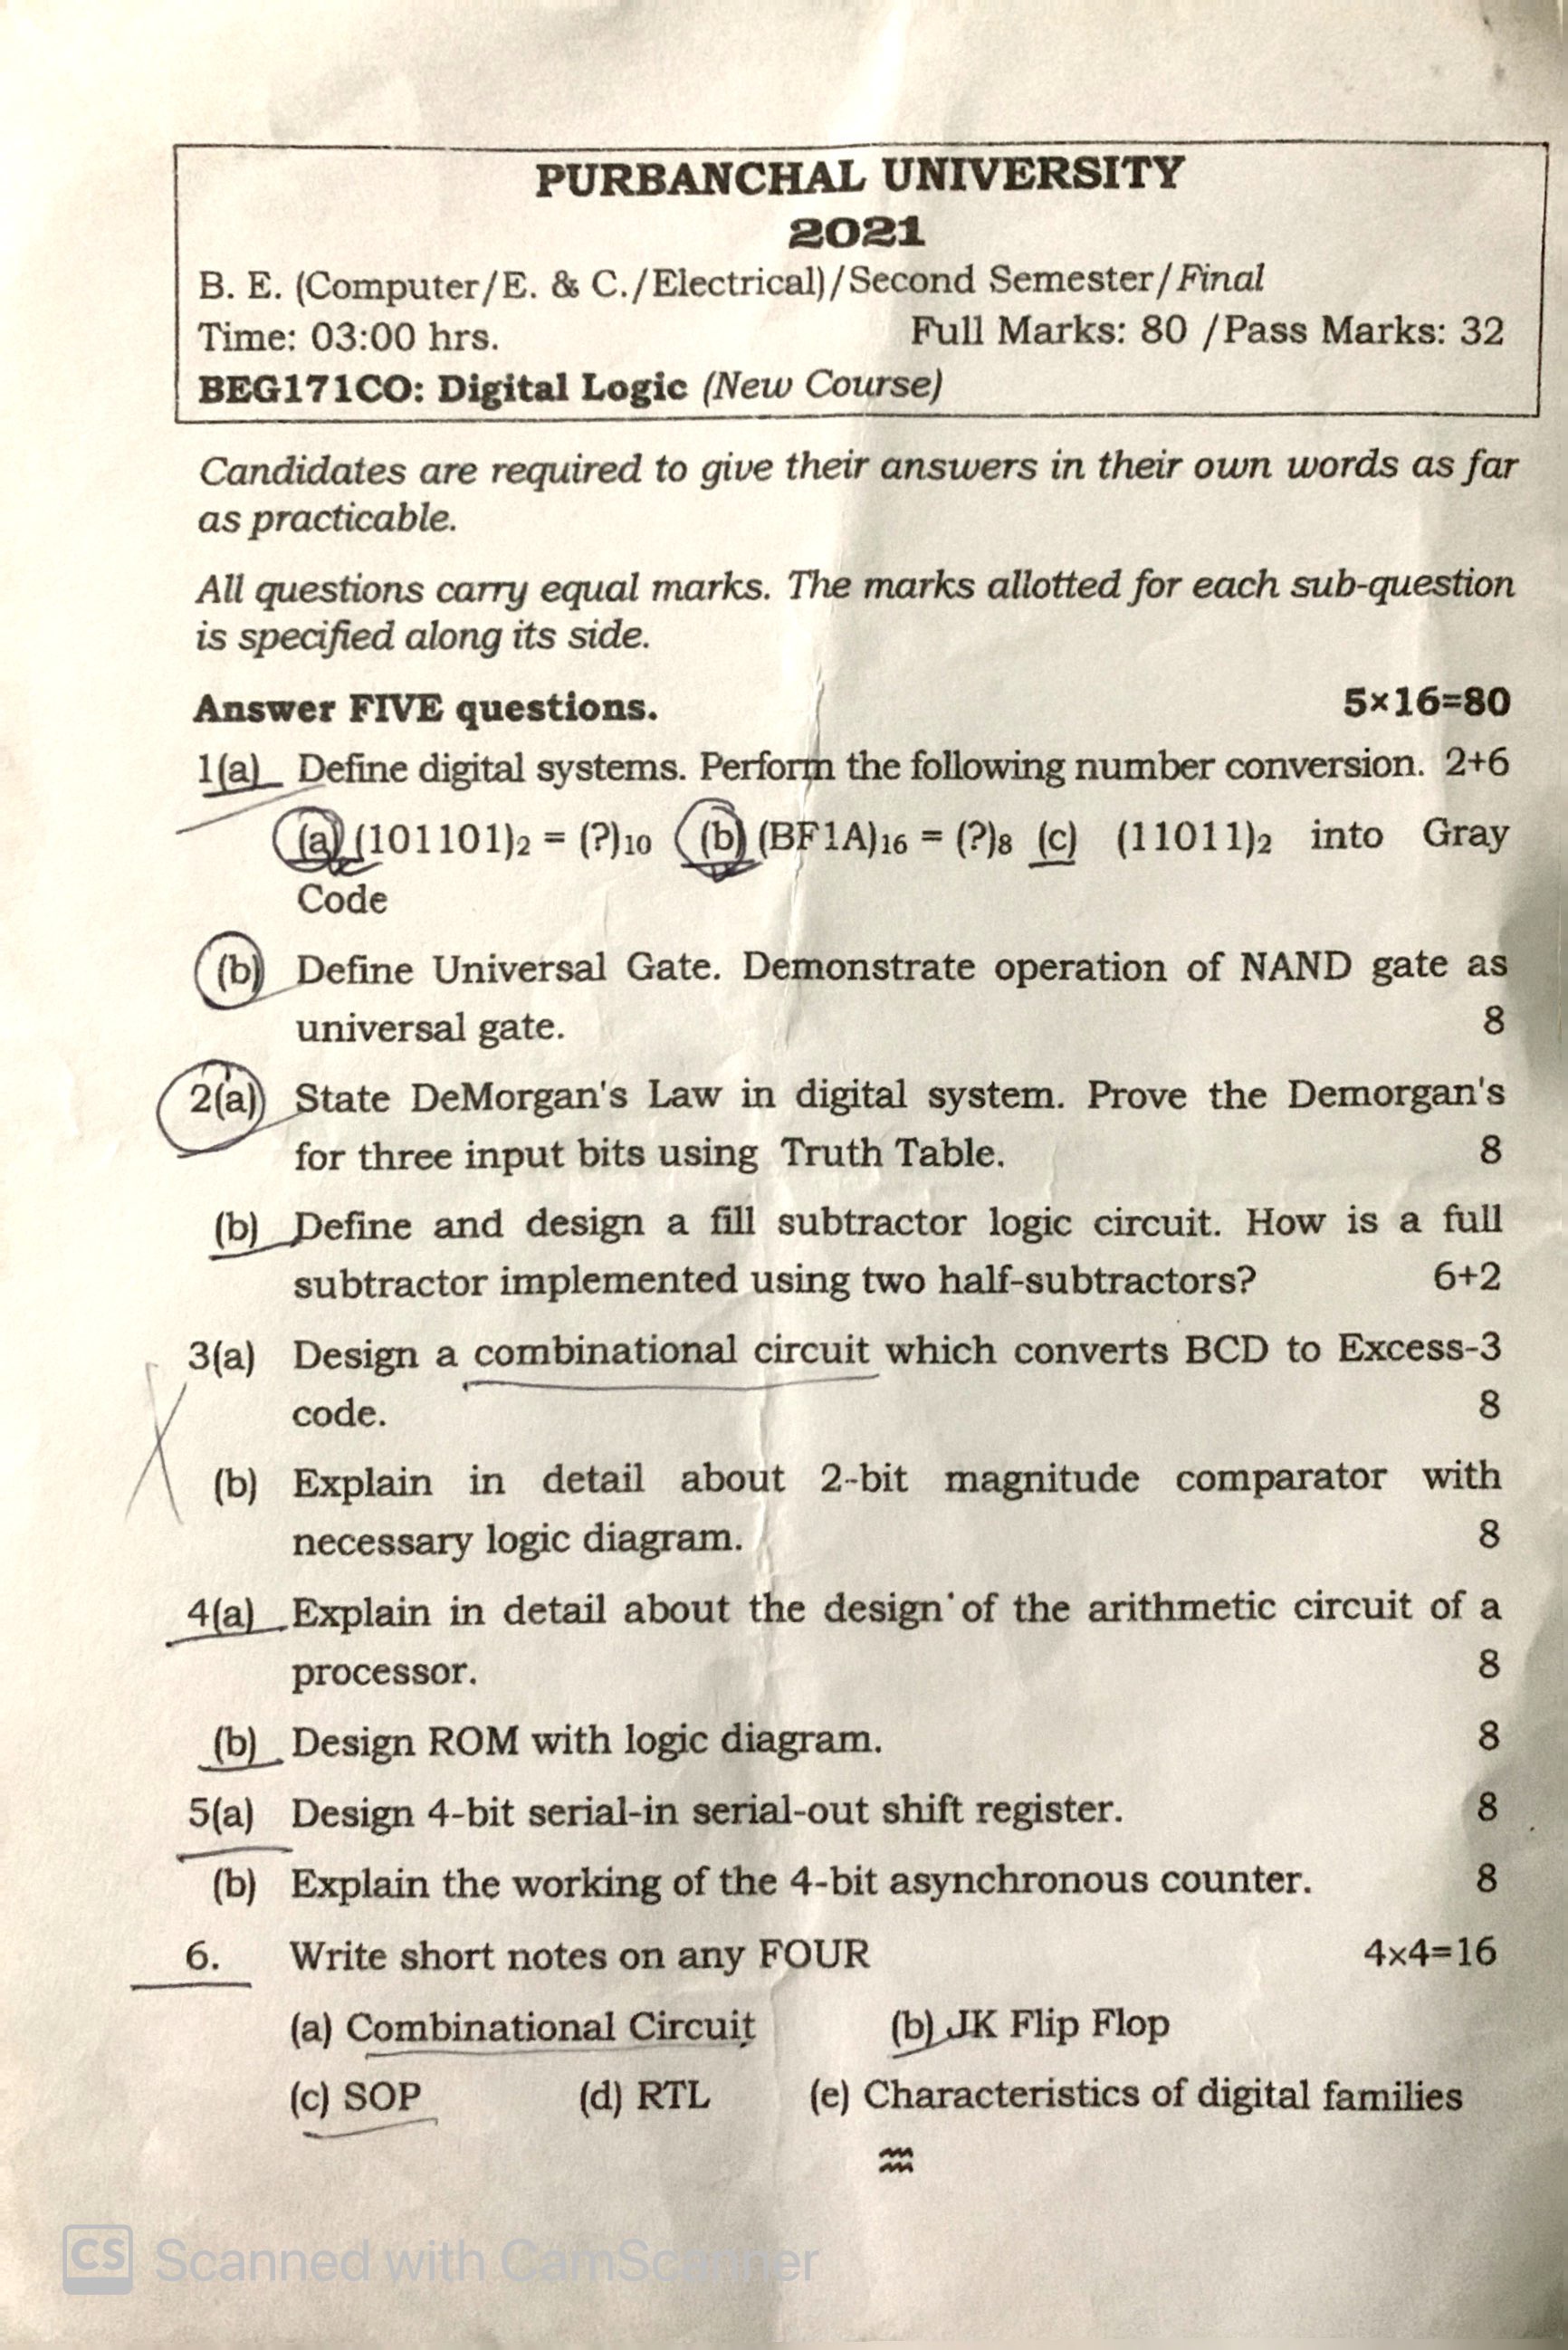 PURBANCHAL UNIVERSITY
2021
B. E. (Computer/E. & C./Electrical)/Second Semester/Final
Time: 03:00 hrs. Full Marks: 80 /Pass Marks: 32
BEG171CO: Digital Logic (New Course)
Candidates are required to give their answers in their own words as far
as practicable.
All questions carry equal marks. The marks allotted for each sub-question
is specified along its side.
Answer FIVE questions. 5×16=80
1(a) Define digital systems. Perform the following number conversion. 2+6
(a) (101101)₂ = (?)₁₀ (b) (BF1A)₁₆ = (?)₈ (c) (11011)₂ into Gray
Code
(b) Define Universal Gate. Demonstrate operation of NAND gate as
universal gate. 8
2(a) State DeMorgan's Law in digital system. Prove the Demorgan's
for three input bits using Truth Table. 8
(b) Define and design a fill subtractor logic circuit. How is a full
subtractor implemented using two half-subtractors? 6+2
3(a) Design a combinational circuit which converts BCD to Excess-3
code. 8
(b) Explain in detail about 2-bit magnitude comparator with
necessary logic diagram. 8
4(a) Explain in detail about the design of the arithmetic circuit of a
processor. 8
(b) Design ROM with logic diagram. 8
5(a) Design 4-bit serial-in serial-out shift register. 8
(b) Explain the working of the 4-bit asynchronous counter. 8
6. Write short notes on any FOUR 4×4=16
(a) Combinational Circuit (b) JK Flip Flop
(c) SOP (d) RTL (e) Characteristics of digital families
CS Scanned with CamScanner